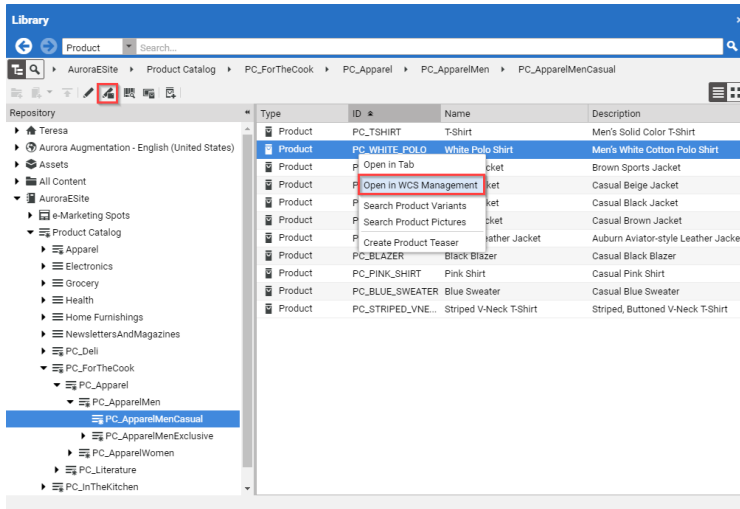 Library
Product Search...
AuroraESite Product Catalog PC_ForTheCook PC_Apparel PC_ApparelMen PC_ApparelMenCasual
Repository
Teresa
Aurora Augmentation - English (United States)
Assets
All Content
AuroraESite
e-Marketing Spots
Product Catalog
Apparel
Electronics
Grocery
Health
Home Furnishings
NewslettersAndMagazines
PC_Deli
PC_ForTheCook
PC_Apparel
PC_ApparelMen
PC_ApparelMenCasual
PC_ApparelMenExclusive
PC_ApparelWomen
PC_Literature
PC_InTheKitchen
Type ID Name Description
Product PC_TSHIRT T-Shirt Men's Solid Color T-Shirt
Product PC_WHITE_POLO White Polo Shirt Men's White Cotton Polo Shirt
Product P cket Brown Sports Jacket
Product P ket Casual Beige Jacket
Product P ket Casual Black Jacket
Product P cket Casual Brown Jacket
Product P eather Jacket Auburn Aviator-style Leather Jacke
Product PC_BLAZER Black Blazer Casual Black Blazer
Product PC_PINK_SHIRT Pink Shirt Casual Pink Shirt
Product PC_BLUE_SWEATER Blue Sweater Casual Blue Sweater
Product PC_STRIPED_VNE... Striped V-Neck T-Shirt Striped, Buttoned V-Neck T-Shirt
Open in Tab
Open in WCS Management
Search Product Variants
Search Product Pictures
Create Product Teaser